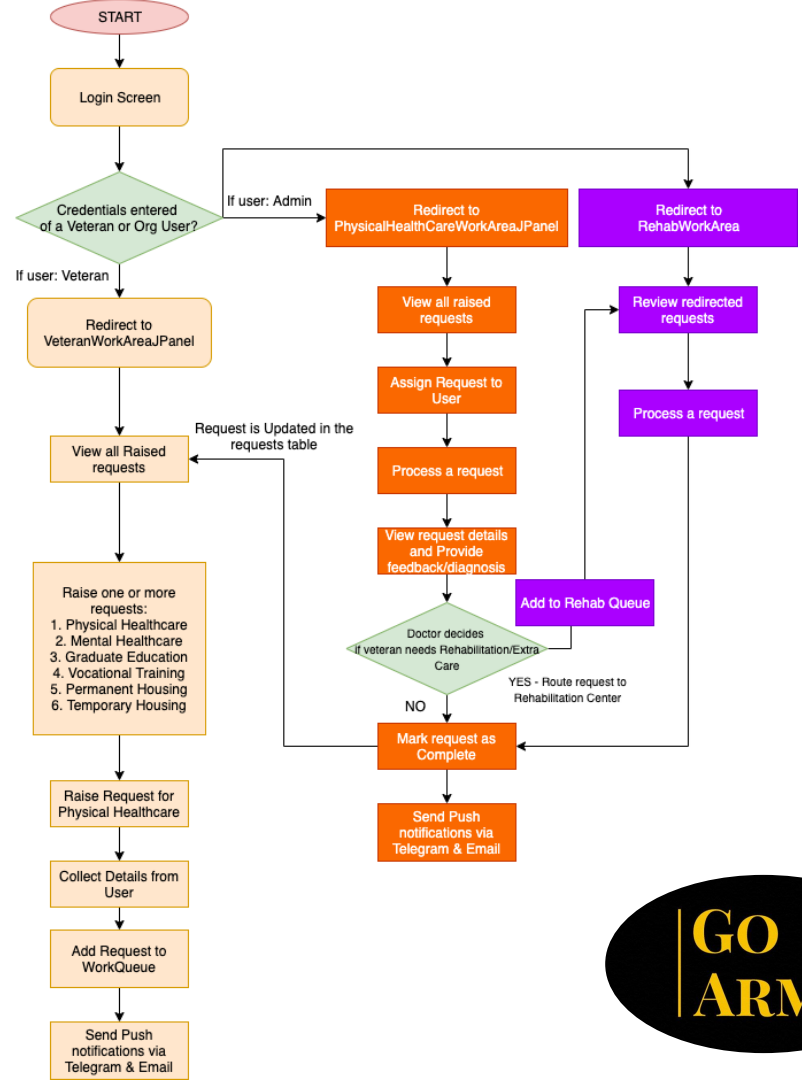 START
Login Screen
Credentials entered
of a Veteran or Org User?
If user: Admin
If user: Veteran
Redirect to
VeteranWorkAreaJPanel
View all Raised
requests
Raise one or more
requests:
1. Physical Healthcare
2. Mental Healthcare
3. Graduate Education
4. Vocational Training
5. Permanent Housing
6. Temporary Housing
Raise Request for
Physical Healthcare
Collect Details from
User
Add Request to
WorkQueue
Send Push
notifications via
Telegram & Email
Request is Updated in the
requests table
Redirect to
PhysicalHealthCareWorkAreaJPanel
View all raised
requests
Assign Request to
User
Process a request
View request details
and Provide
feedback/diagnosis
Doctor decides
if veteran needs Rehabilitation/Extra
Care
NO
YES - Route request to
Rehabilitation Center
Mark request as
Complete
Send Push
notifications via
Telegram & Email
Redirect to
RehabWorkArea
Review redirected
requests
Process a request
Add to Rehab Queue
GO
ARM